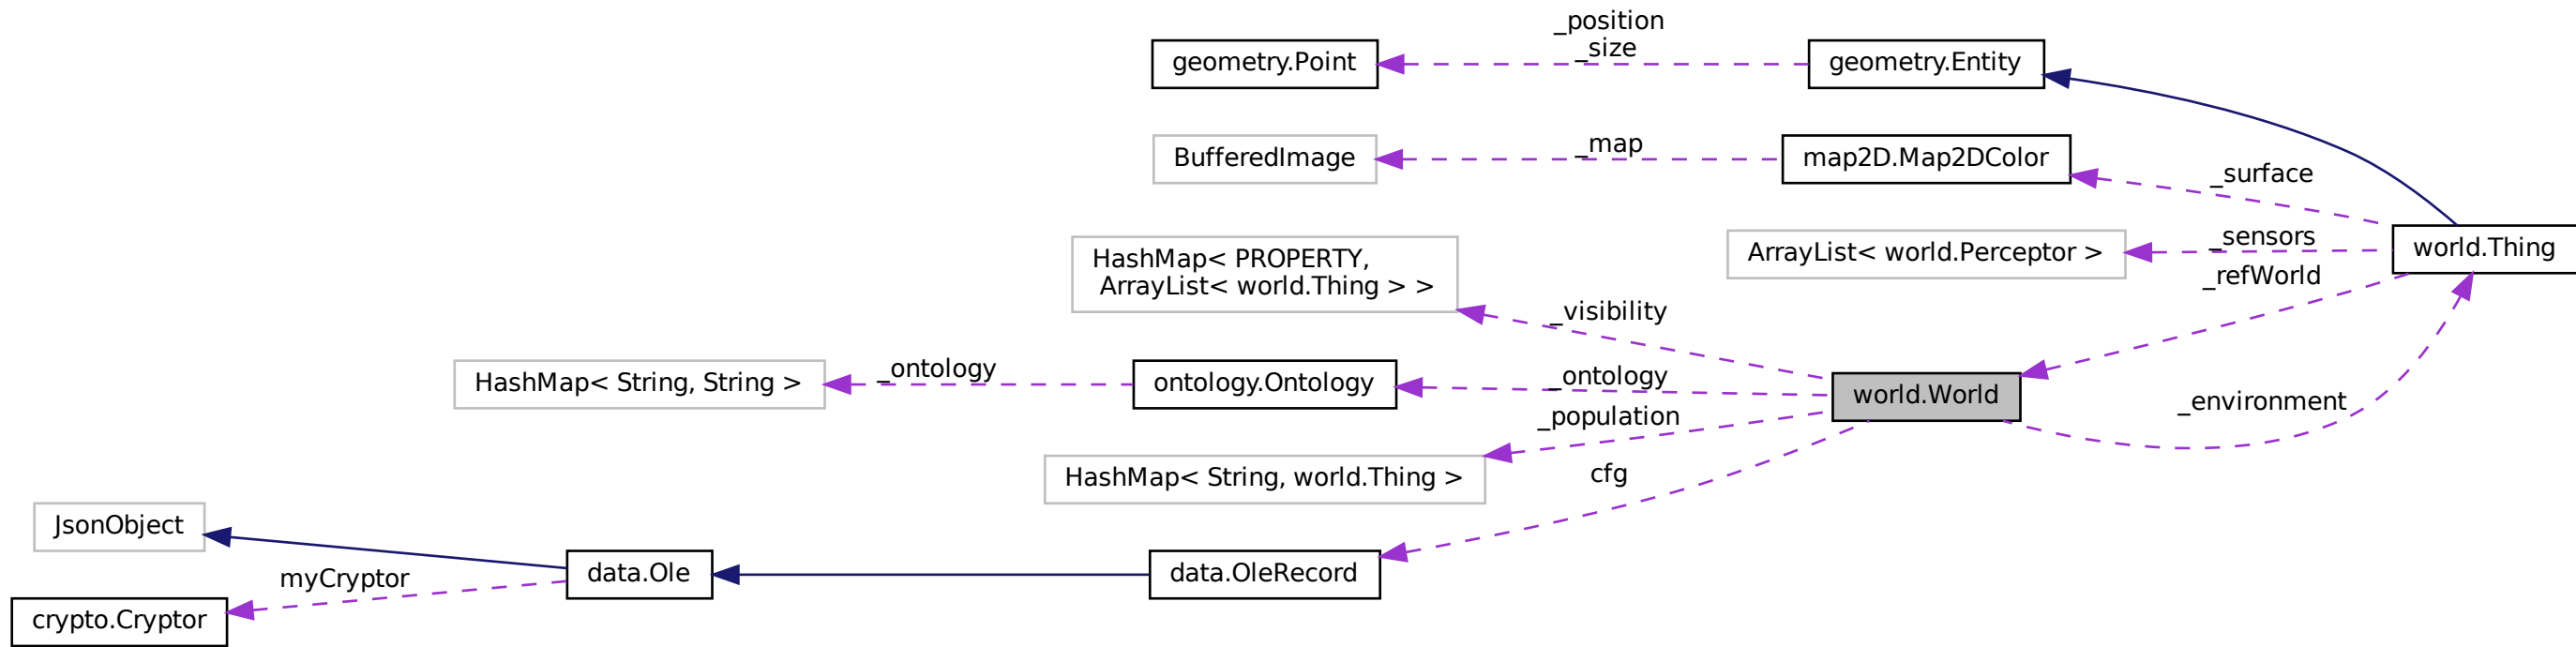 _position
_size
geometry.Point
geometry.Entity
BufferedImage
_map
map2D.Map2DColor
_surface
HashMap< PROPERTY,
ArrayList< world.Thing > >
ArrayList< world.Perceptor >
_sensors
world.Thing
_refWorld
_visibility
HashMap< String, String >
_ontology
ontology.Ontology
_ontology
world.World
_environment
_population
HashMap< String, world.Thing >
cfg
JsonObject
data.Ole
data.OleRecord
myCryptor
crypto.Cryptor